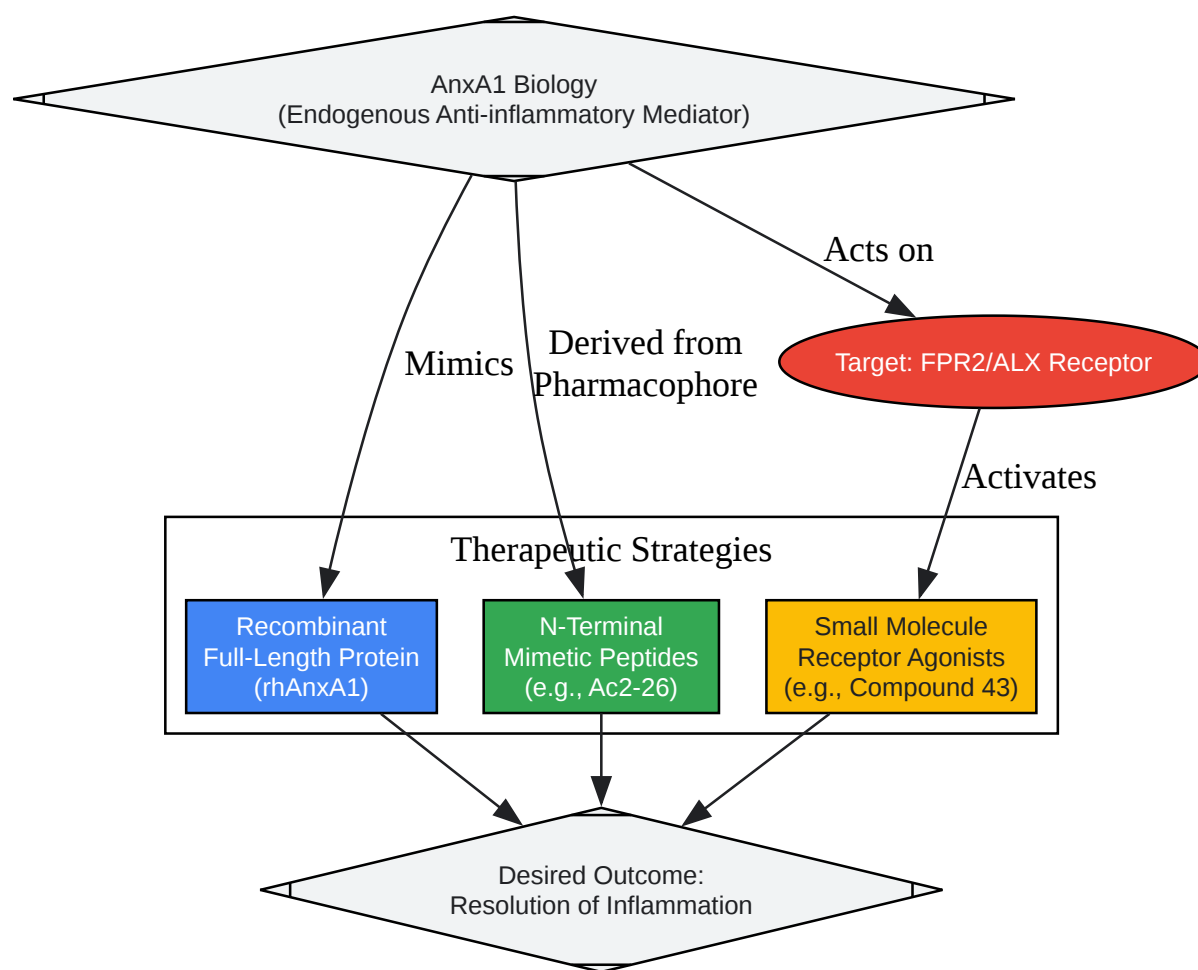 AnxA1 Biology
(Endogenous Anti-inflammatory Mediator)
Acts on
Mimics
Derived from
Pharmacophore
Target: FPR2/ALX Receptor
Activates
Therapeutic Strategies
Recombinant
Full-Length Protein
(rhAnxA1)
N-Terminal
Mimetic Peptides
(e.g., Ac2-26)
Small Molecule
Receptor Agonists
(e.g., Compound 43)
Desired Outcome:
Resolution of Inflammation